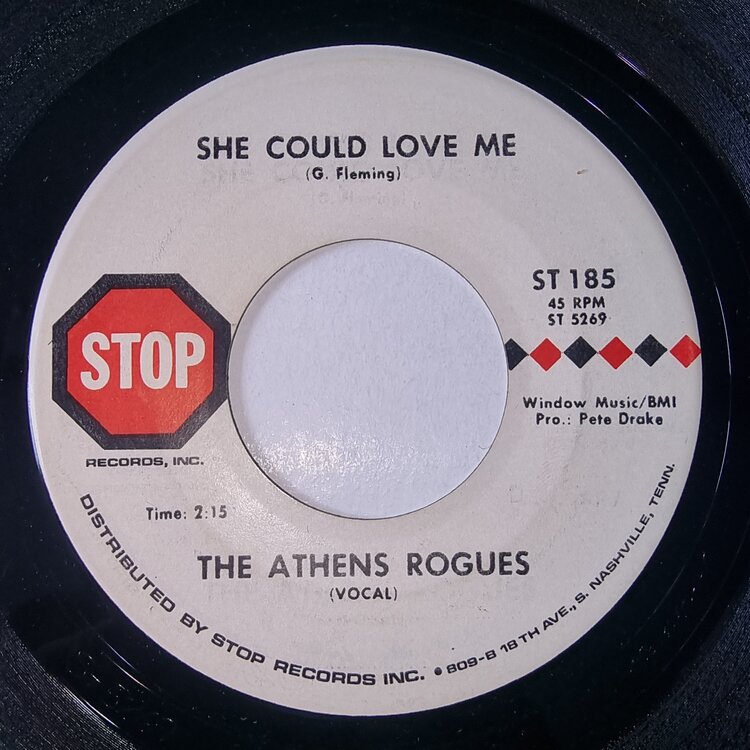 SHE COULD LOVE ME
(G. Fleming)
ST 185
45 RPM
ST 5269
STOP
RECORDS, INC.
Window Music/BMI
Pro.: Pete Drake
Time: 2:15
THE ATHENS ROGUES
(VOCAL)
DISTRIBUTED BY STOP RECORDS INC. • 809-B 18TH AVE., S. NASHVILLE, TENN.